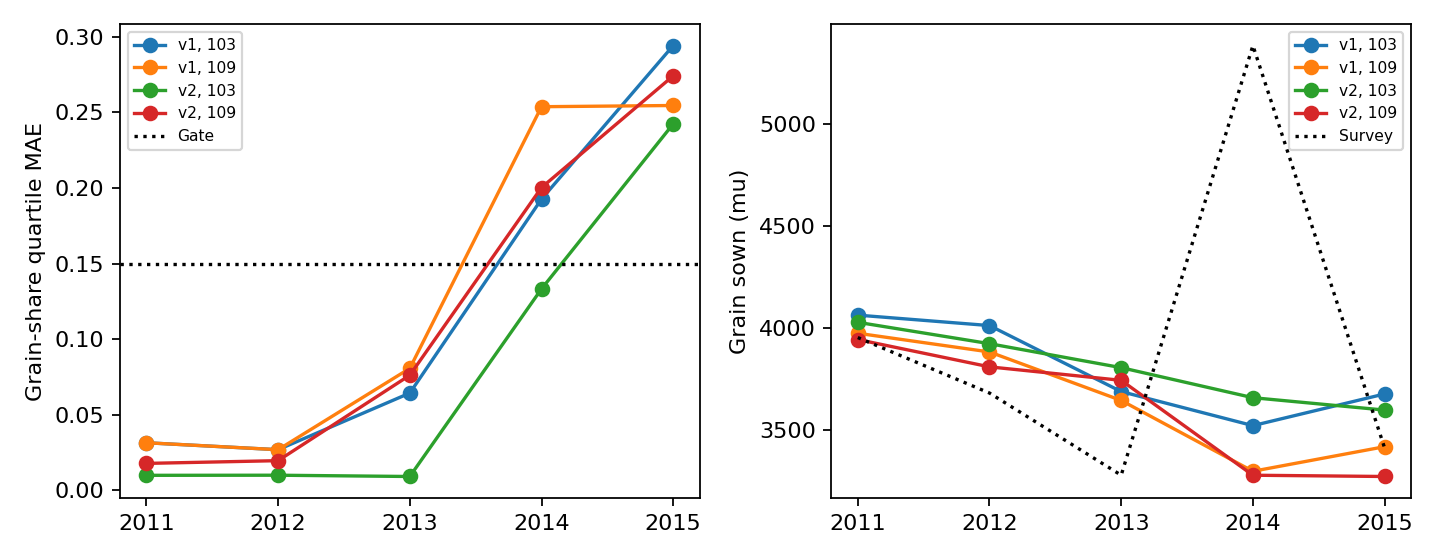 Grain-share quartile MAE
0.30
0.25
0.20
0.15
0.10
0.05
0.00
2011 2012 2013 2014 2015
v1, 103
v1, 109
v2, 103
v2, 109
Gate
Grain sown (mu)
5000
4500
4000
3500
2011 2012 2013 2014 2015
v1, 103
v1, 109
v2, 103
v2, 109
Survey